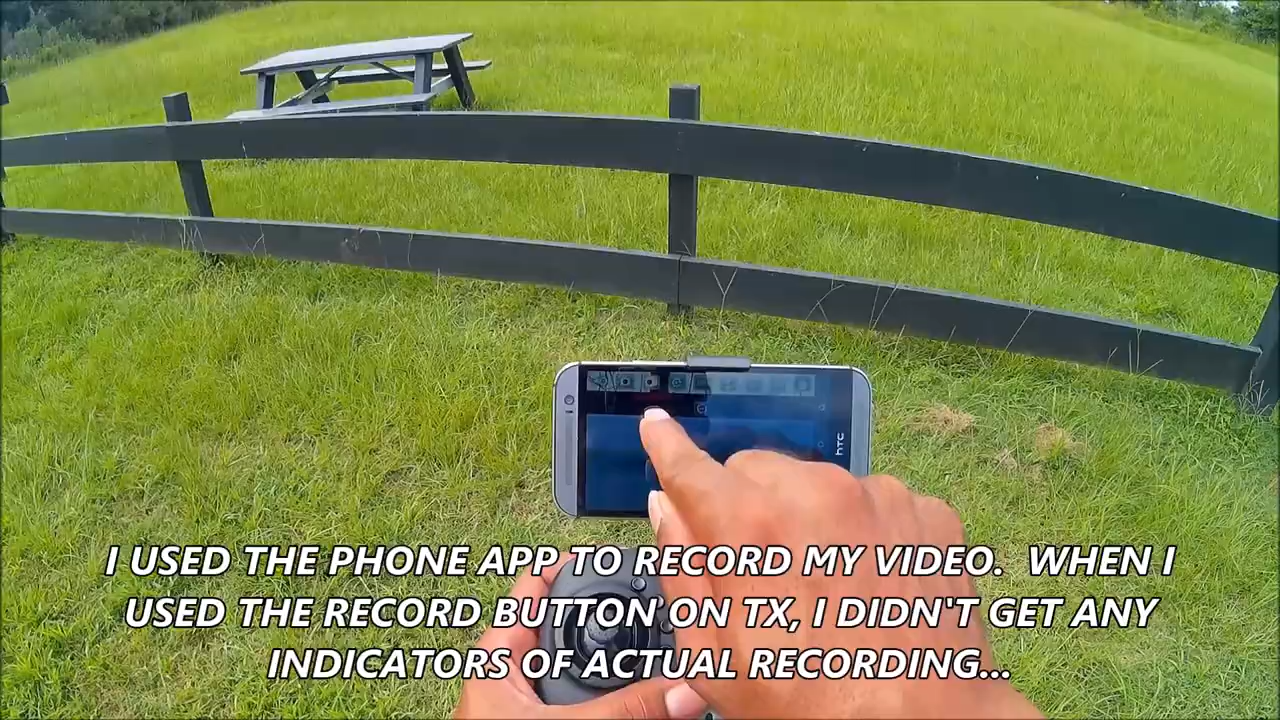 hTC
I USED THE PHONE APP TO RECORD MY VIDEO. WHEN I
USED THE RECORD BUTTON ON TX, I DIDN'T GET ANY
INDICATORS OF ACTUAL RECORDING...